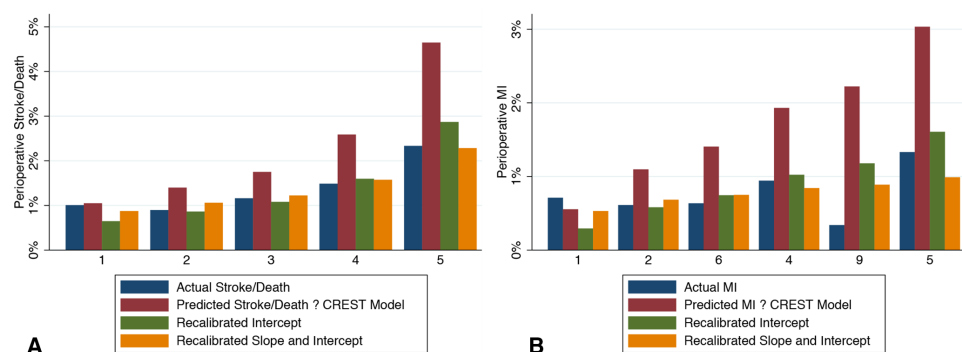 Perioperative Stroke/Death
5%
4%
3%
2%
1%
0%
1 2 3 4 5
Actual Stroke/Death
Predicted Stroke/Death ? CREST Model
Recalibrated Intercept
Recalibrated Slope and Intercept
A
Perioperative MI
3%
2%
1%
0%
1 2 6 4 9 5
Actual MI
Predicted MI ? CREST Model
Recalibrated Intercept
Recalibrated Slope and Intercept
B